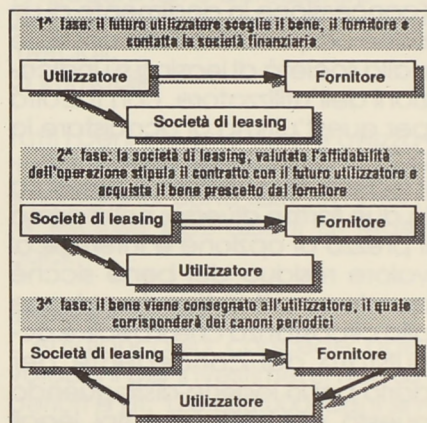 1^ fase: il futuro utilizzatore sceglie il bene, il fornitore e
contatta la società finanziaria
Utilizzatore
Fornitore
Società di leasing
2^ fase: la società di leasing, valutata l'affidabilità
dell'operazione stipula il contratto con il futuro utilizzatore e
acquista il bene prescelto dal fornitore
Società di leasing
Fornitore
Utilizzatore
3^ fase: il bene viene consegnato all'utilizzatore, il quale
corrisponderà dei canoni periodici
Società di leasing
Fornitore
Utilizzatore